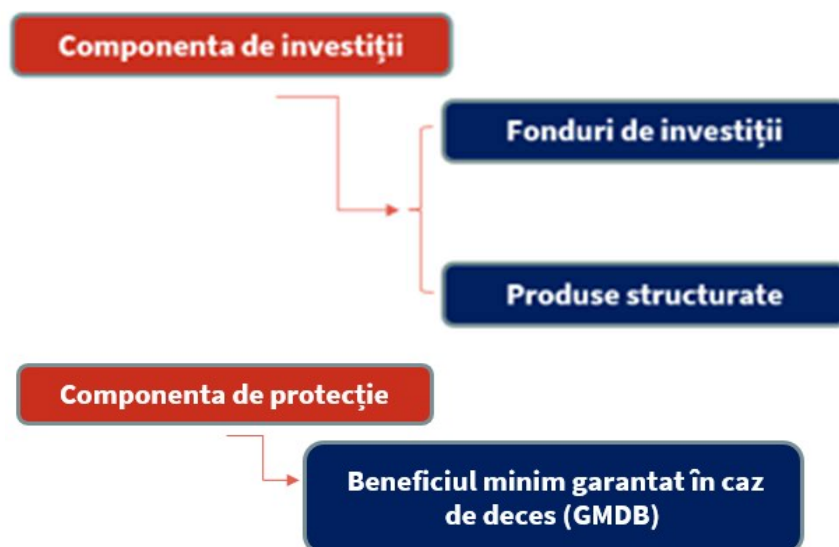 Componenta de investiții
Fonduri de investiții
Produse structurate
Componenta de protecție
Beneficiul minim garantat în caz
de deces (GMDB)